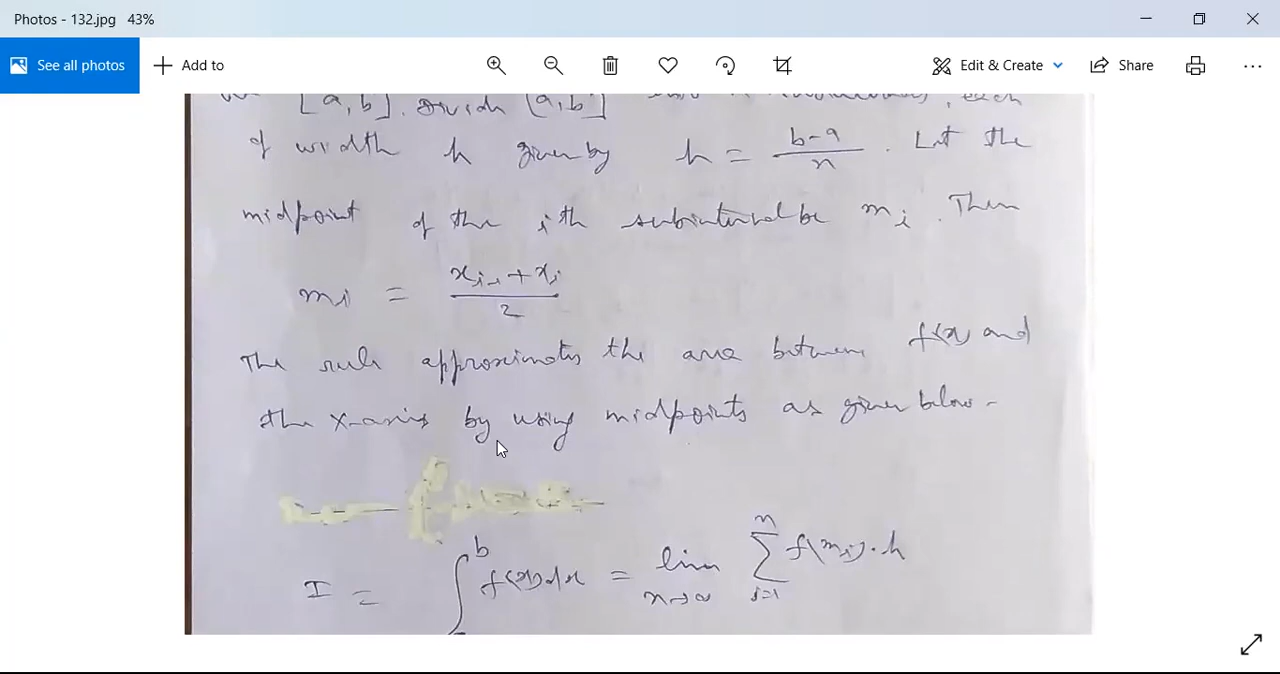 Photos - 132.jpg 43%
See all photos
Add to
Edit & Create
Share
[a, b]. Divide [a, b]
of width h given by h = b-a / n . Let the
midpoint of the ith subinterval be mi. Then
mi = xi-1 + xi / 2
The rule approximates the area between f(x) and
the X-axis by using midpoints as given below -
I = ∫ b f(x)dx = lim n→∞ n Σ i=1 f(mi).h